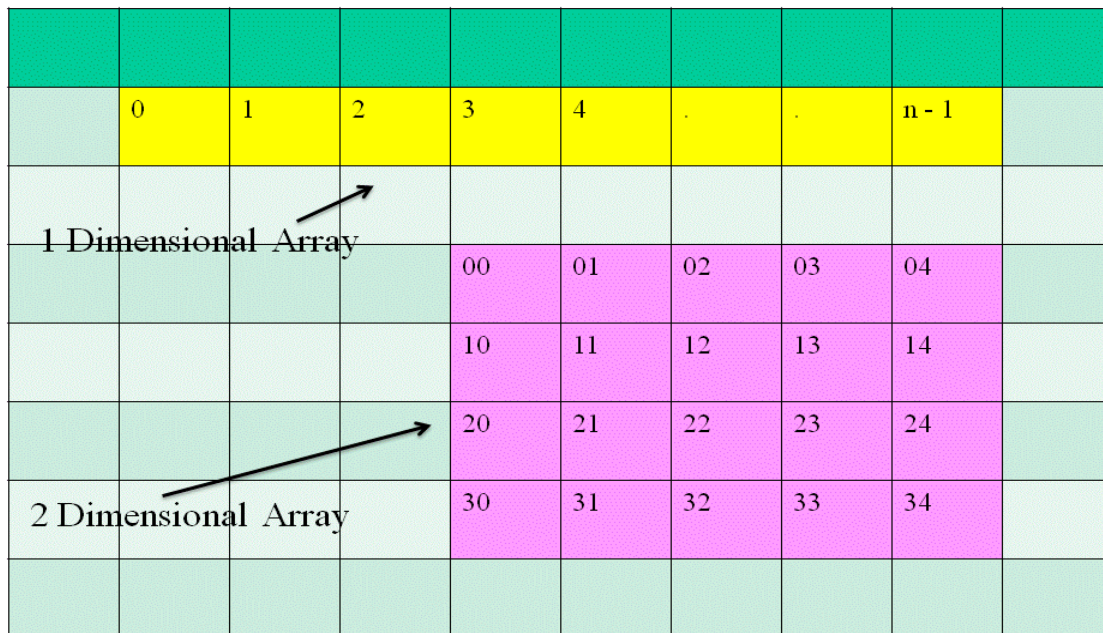 0 1 2 3 4 . . n - 1
1 Dimensional Array
00 01 02 03 04
10 11 12 13 14
20 21 22 23 24
2 Dimensional Array
30 31 32 33 34